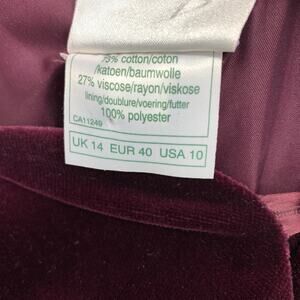 73% cotton/coton
/katoen/baumwolle
27% viscose/rayon/viskose
lining/doublure/voering/futter
100% polyester
CA11249
UK 14 EUR 40 USA 10